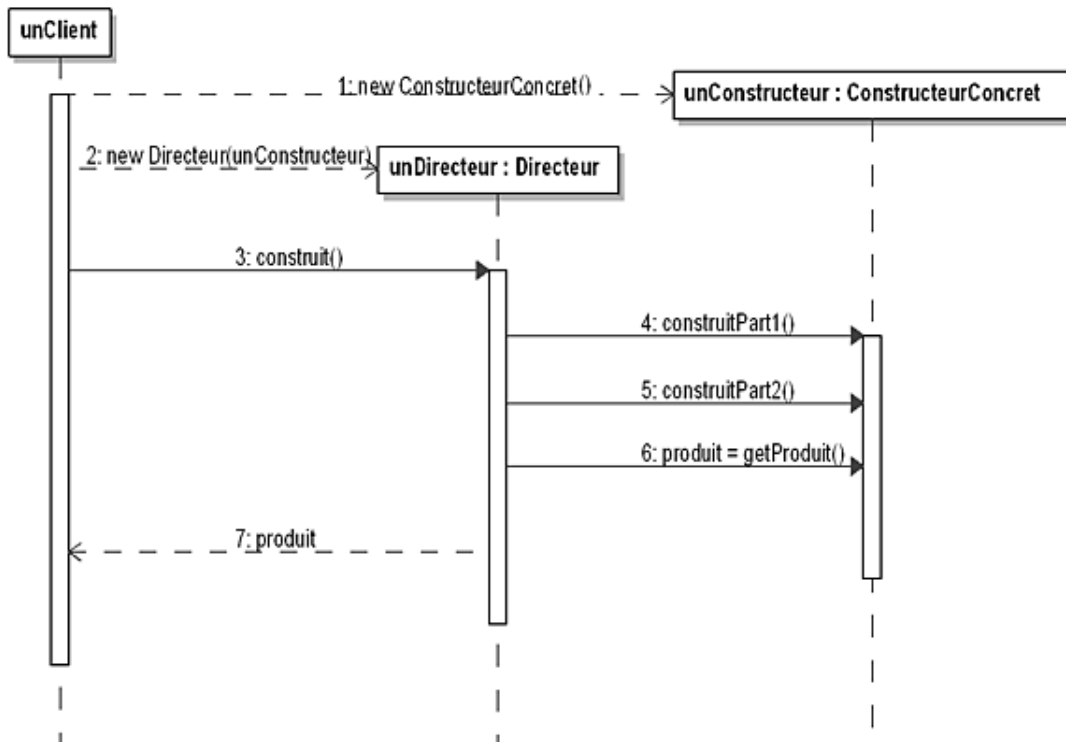 unClient
1: new ConstructeurConcret()
unConstructeur : ConstructeurConcret
2: new Directeur(unConstructeur)
unDirecteur : Directeur
3: construit()
4: construitPart1()
5: construitPart2()
6: produit = getProduit()
7: produit